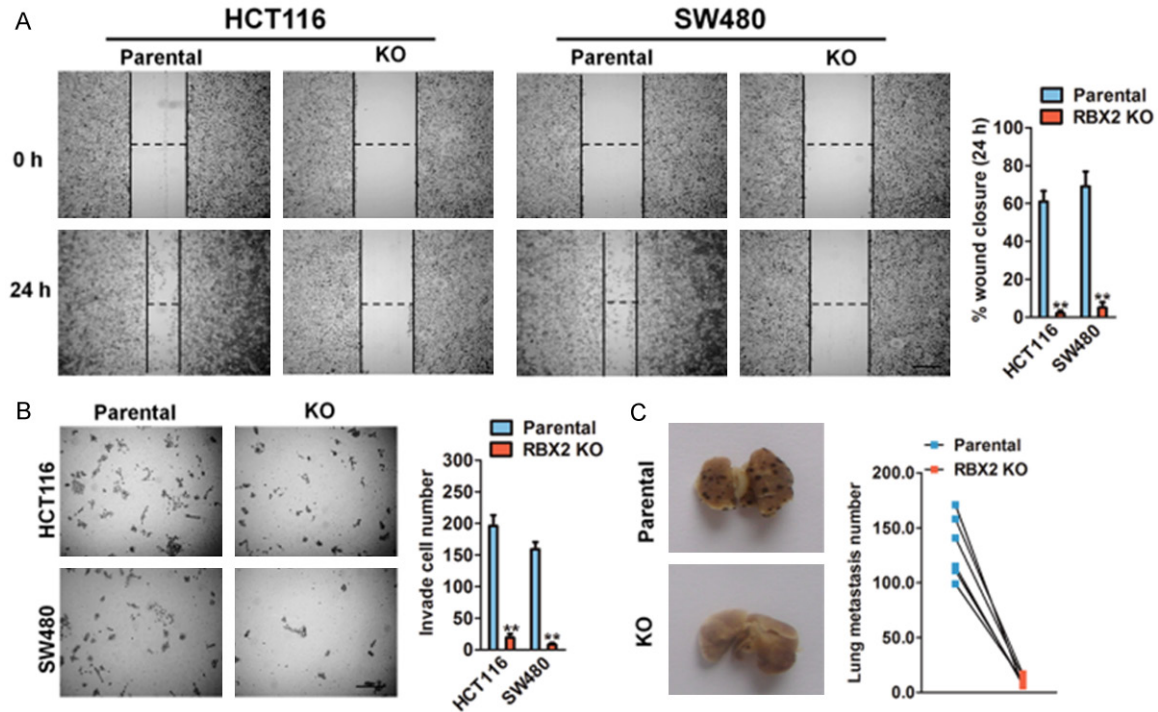 A
HCT116
SW480
Parental
KO
Parental
KO
0 h
24 h
Parental
RBX2 KO
% wound closure (24 h)
100
80
60
40
20
0
**
**
HCT116
SW480
B
Parental
KO
HCT116
SW480
Parental
RBX2 KO
Invade cell number
300
250
200
150
100
50
0
**
**
HCT116
SW480
C
Parental
KO
Parental
RBX2 KO
Lung metastasis number
200.0
150.0
100.0
50.0
0.0